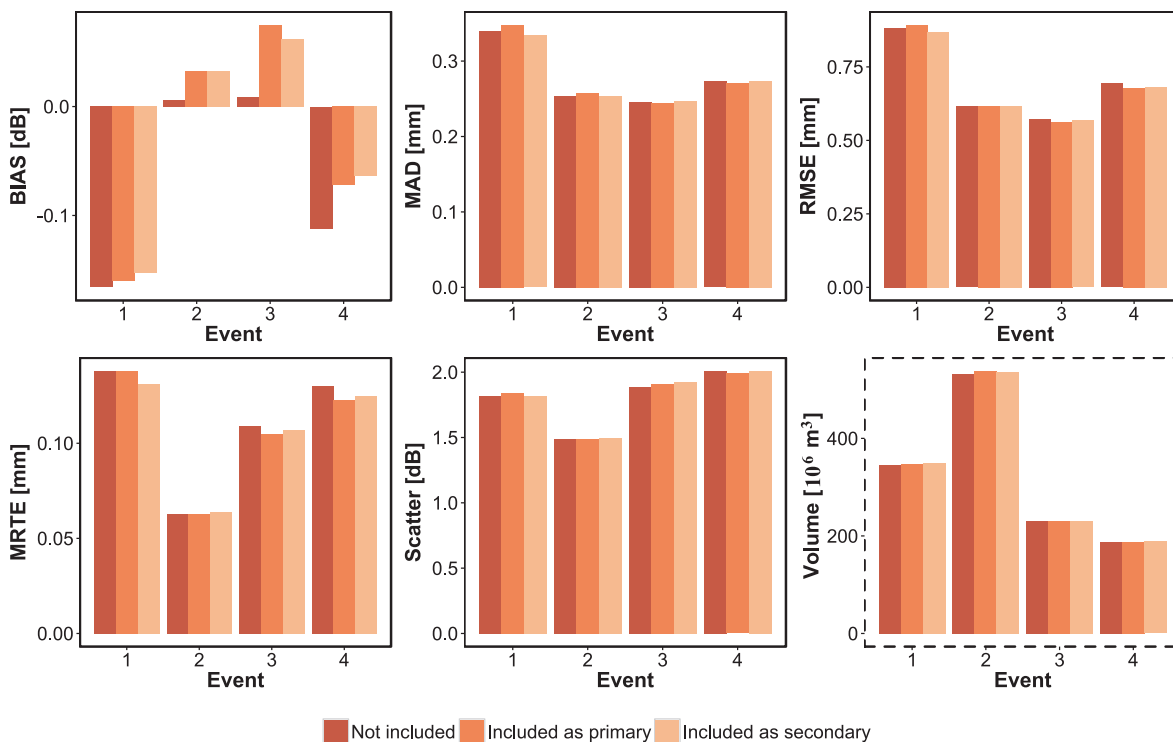 BIAS [dB]
0.0
-0.1
1 2 3 4
Event
MAD [mm]
0.3
0.2
0.1
0.0
1 2 3 4
Event
RMSE [mm]
0.75
0.50
0.25
0.00
1 2 3 4
Event
MRTE [mm]
0.10
0.05
0.00
1 2 3 4
Event
Scatter [dB]
2.0
1.5
1.0
0.5
0.0
1 2 3 4
Event
Volume [10⁶ m³]
400
200
0
1 2 3 4
Event
Not included Included as primary Included as secondary